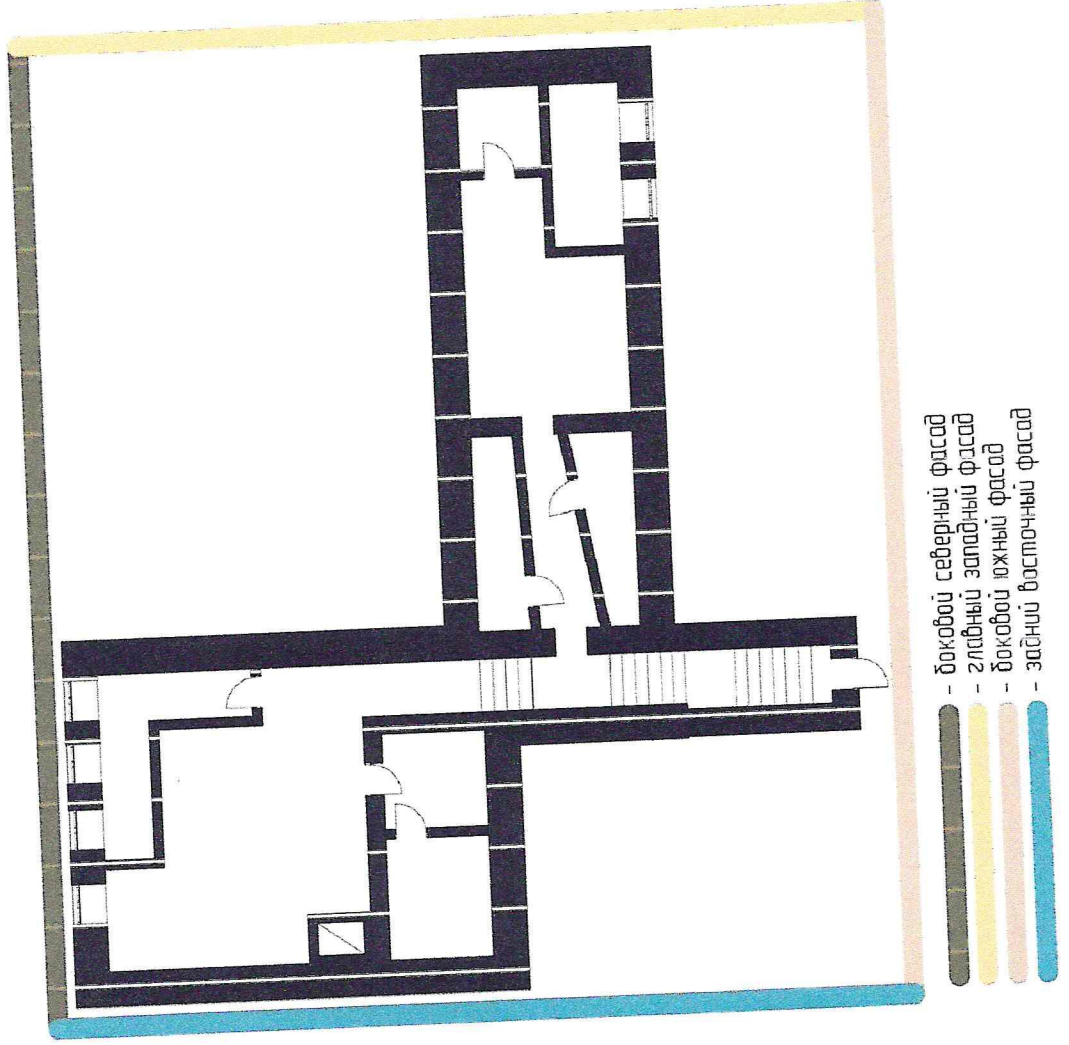 - боковой северный фасад
- главный западный фасад
- боковой южный фасад
- задний восточный фасад